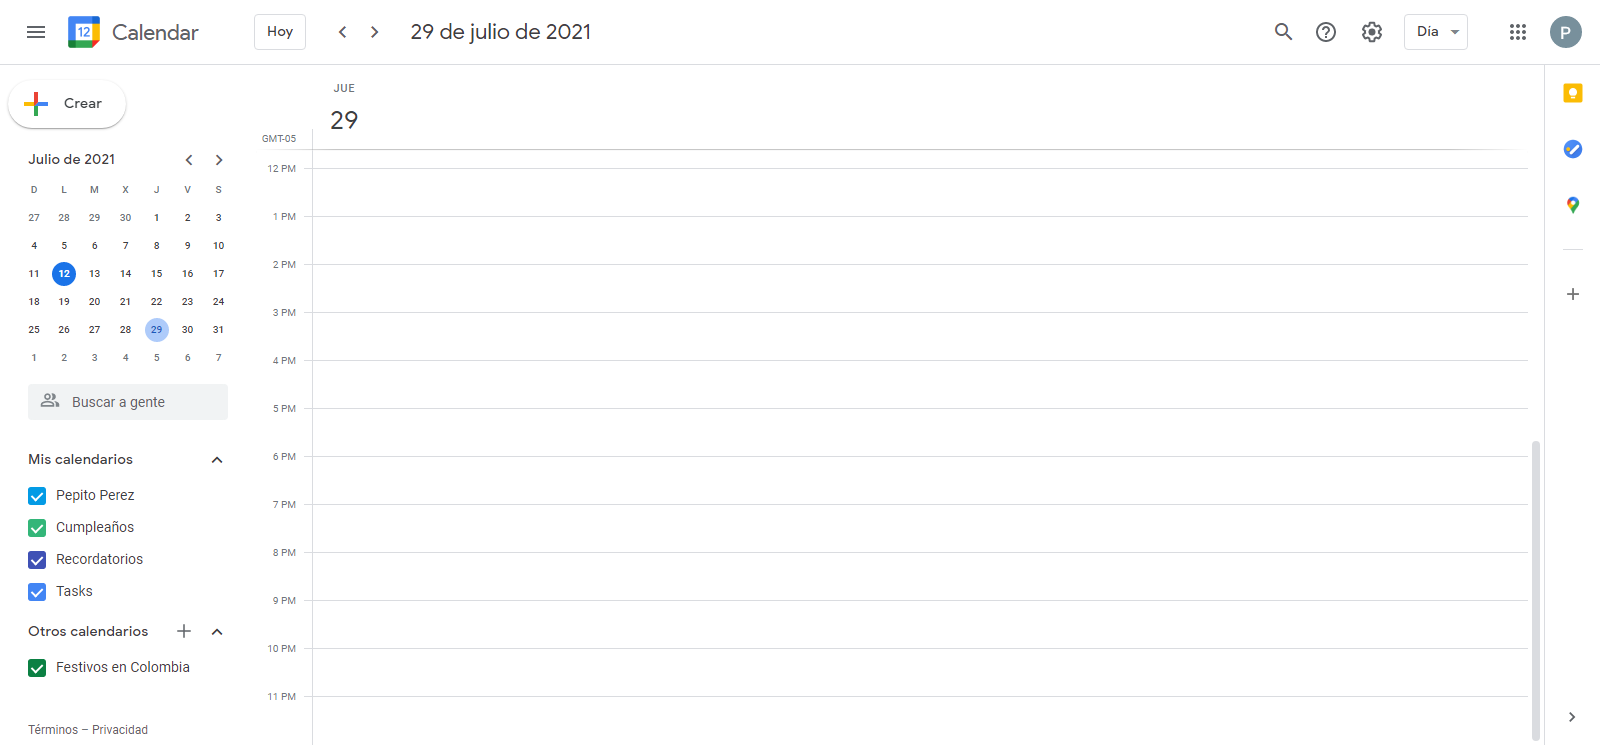 12 Calendar Hoy 29 de julio de 2021 Día P
Crear
JUE
29
GMT-05
Julio de 2021
D L M X J V S
27 28 29 30 1 2 3
4 5 6 7 8 9 10
11 12 13 14 15 16 17
18 19 20 21 22 23 24
25 26 27 28 29 30 31
1 2 3 4 5 6 7
Buscar a gente
Mis calendarios
Pepito Perez
Cumpleaños
Recordatorios
Tasks
Otros calendarios
Festivos en Colombia
Términos – Privacidad
12 PM
1 PM
2 PM
3 PM
4 PM
5 PM
6 PM
7 PM
8 PM
9 PM
10 PM
11 PM